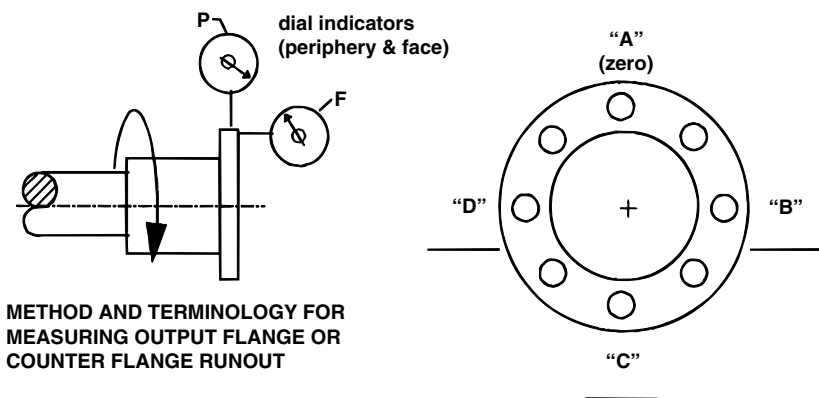 P
dial indicators
(periphery & face)
F
METHOD AND TERMINOLOGY FOR
MEASURING OUTPUT FLANGE OR
COUNTER FLANGE RUNOUT
“A”
(zero)
“D”
“B”
“C”